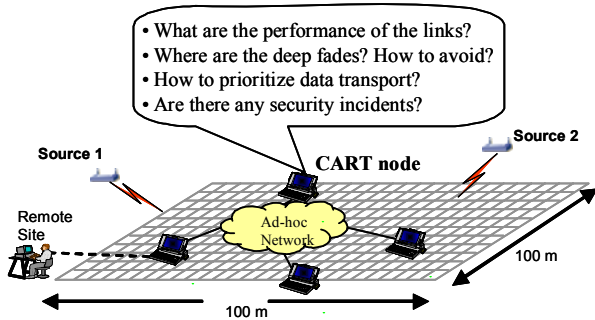 • What are the performance of the links?
• Where are the deep fades? How to avoid?
• How to prioritize data transport?
• Are there any security incidents?
Source 1
Source 2
CART node
Remote
Site
Ad-hoc
Network
100 m
100 m